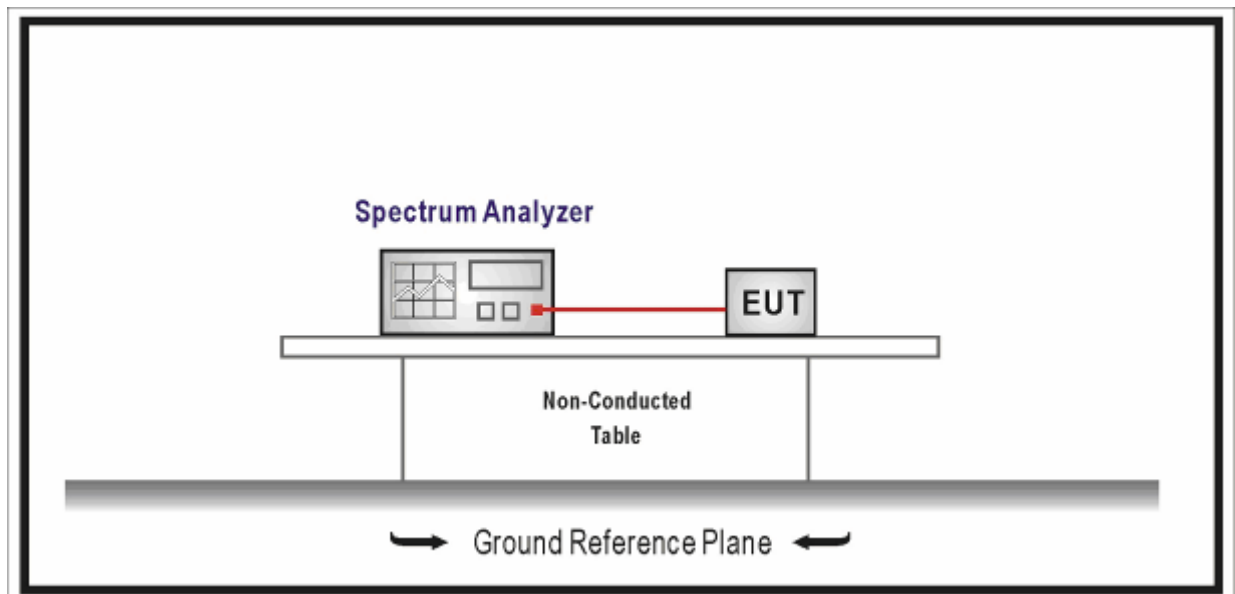 Spectrum Analyzer
EUT
Non-Conducted
Table
Ground Reference Plane